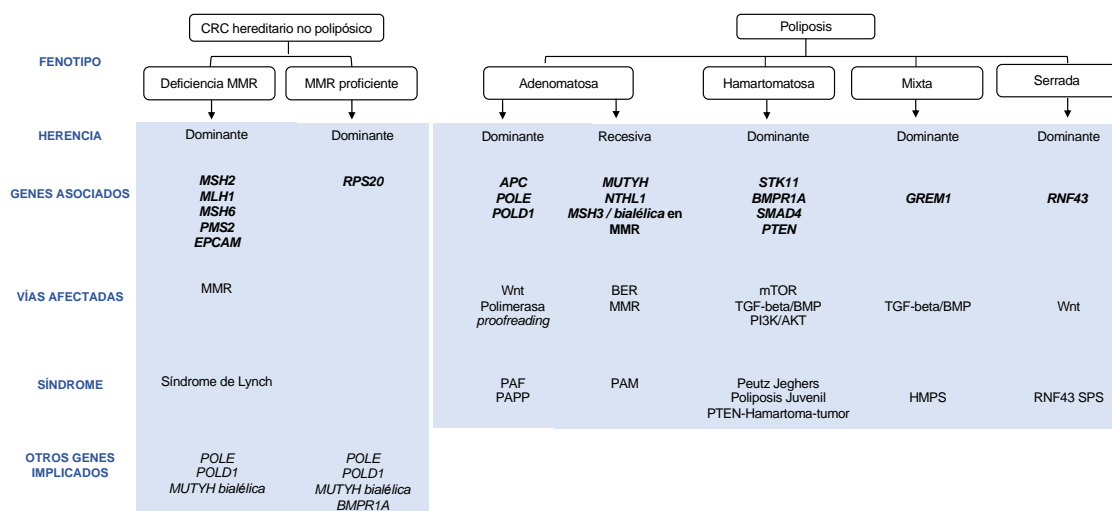 CRC hereditario no polipósico
Poliposis
FENOTIPO
Deficiencia MMR
MMR proficiente
Adenomatosa
Hamartomatosa
Mixta
Serrada
HERENCIA
Dominante
Dominante
Dominante
Recesiva
Dominante
Dominante
Dominante
GENES ASOCIADOS
MSH2
MLH1
MSH6
PMS2
EPCAM
RPS20
APC
POLE
POLD1
MUTYH
NTHL1
MSH3 / bialélica en
MMR
STK11
BMPR1A
SMAD4
PTEN
GREM1
RNF43
VÍAS AFECTADAS
MMR
Wnt
Polimerasa
proofreading
BER
MMR
mTOR
TGF-beta/BMP
PI3K/AKT
TGF-beta/BMP
Wnt
SÍNDROME
Síndrome de Lynch
PAF
PAPP
PAM
Peutz Jeghers
Poliposis Juvenil
PTEN-Hamartoma-tumor
HMPS
RNF43 SPS
OTROS GENES
IMPLICADOS
POLE
POLD1
MUTYH bialélica
POLE
POLD1
MUTYH bialélica
BMPR1A